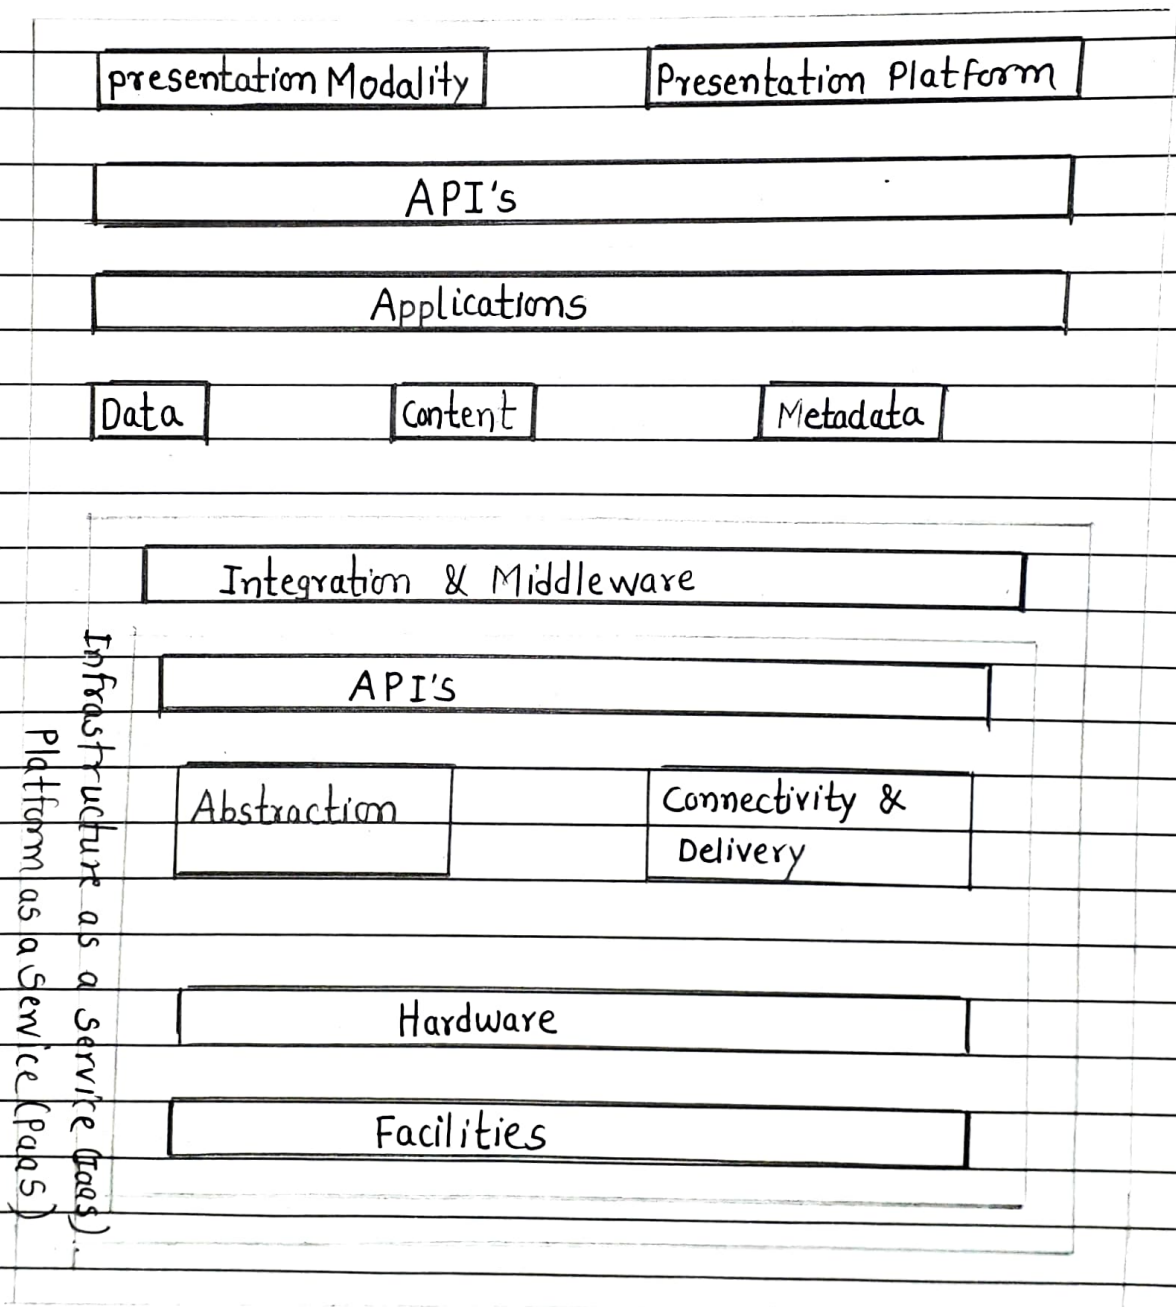 presentation Modality
Presentation Platform
API's
Applications
Data
Content
Metadata
Integration & Middleware
API's
Abstraction
Connectivity &
Delivery
Hardware
Facilities
Infrastructure as a Service (Iaas)
Platform as a Service (Paas)